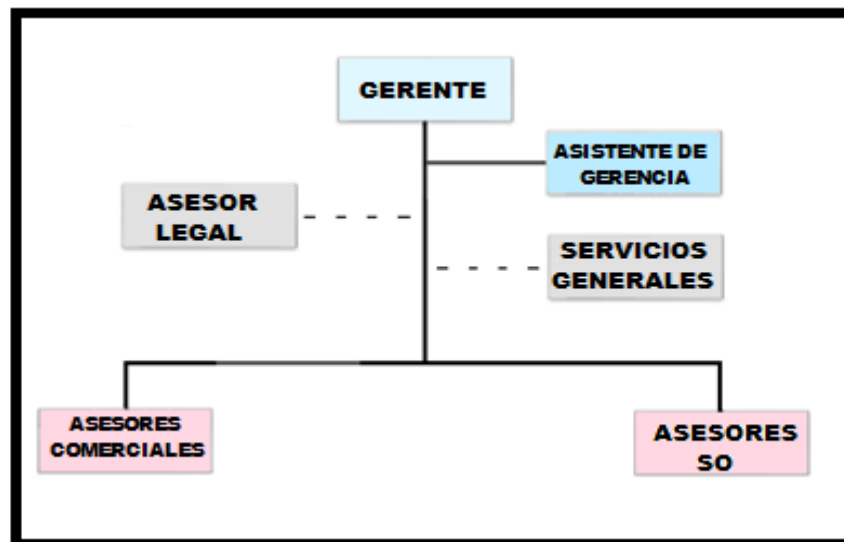 GERENTE
ASISTENTE DE
GERENCIA
ASESOR
LEGAL
SERVICIOS
GENERALES
ASESORES
COMERCIALES
ASESORES
SO